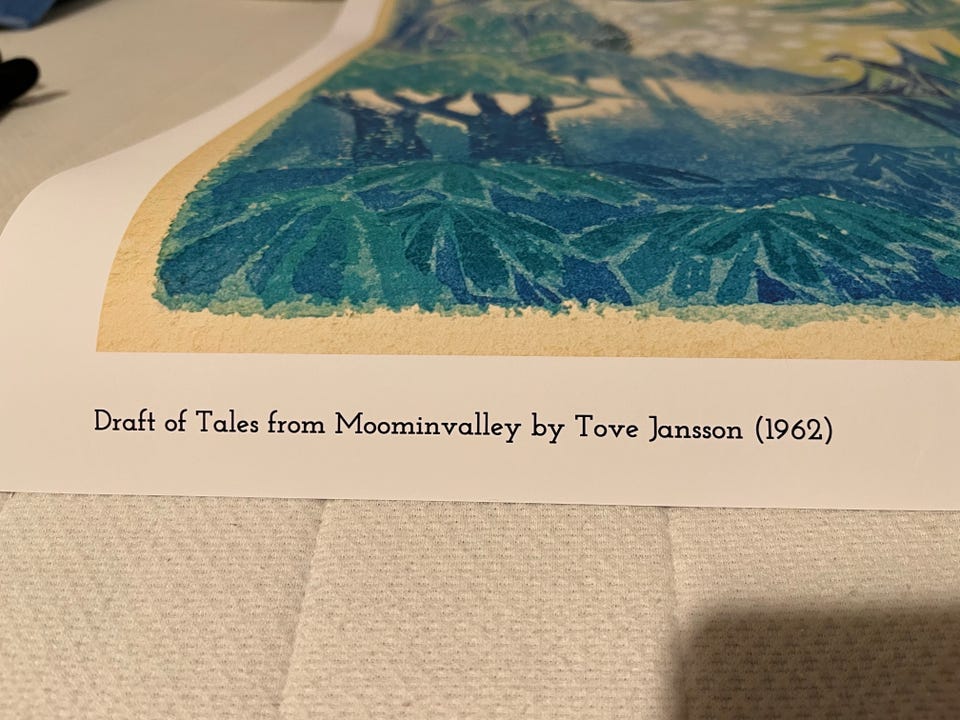 Draft of Tales from Moominvalley by Tove Jansson (1962)